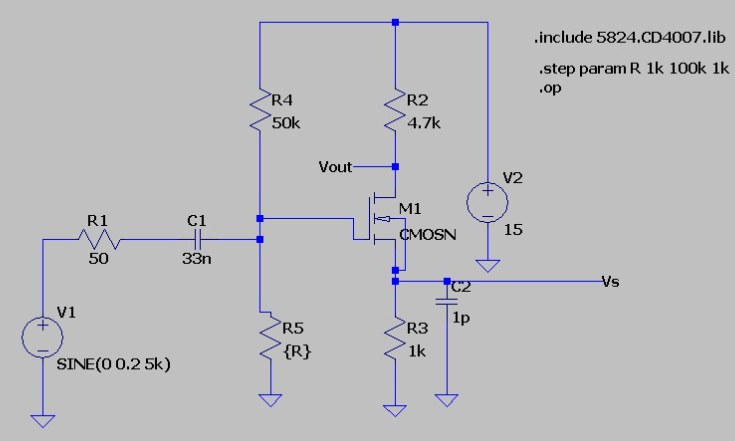 .include 5824.CD4007.lib
.step param R 1k 100k 1k
.op
R4
50k
R2
4.7k
Vout
V2
15
M1
CMOSN
R1
50
C1
33n
V1
SINE(0 0.2 5k)
R5
{R}
R3
1k
C2
1p
Vs